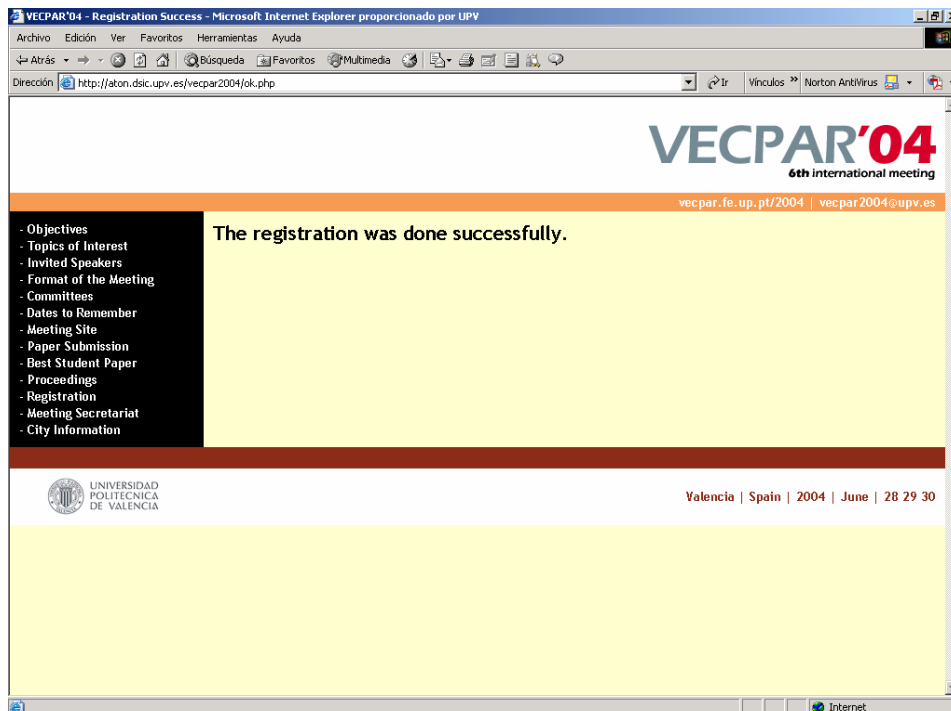 VECPAR'04 - Registration Success - Microsoft Internet Explorer proporcionado por UPV
Archivo Edición Ver Favoritos Herramientas Ayuda
Atrás Búsqueda Favoritos Multimedia
Dirección http://aton.dsic.upv.es/vecpar2004/ok.php Ir Vínculos » Norton AntiVirus
VECPAR'04
6th international meeting
vecpar.fe.up.pt/2004 | vecpar2004@upv.es
- Objectives
- Topics of Interest
- Invited Speakers
- Format of the Meeting
- Committees
- Dates to Remember
- Meeting Site
- Paper Submission
- Best Student Paper
- Proceedings
- Registration
- Meeting Secretariat
- City Information
The registration was done successfully.
UNIVERSIDAD
POLITECNICA
DE VALENCIA
Valencia | Spain | 2004 | June | 28 29 30
Internet